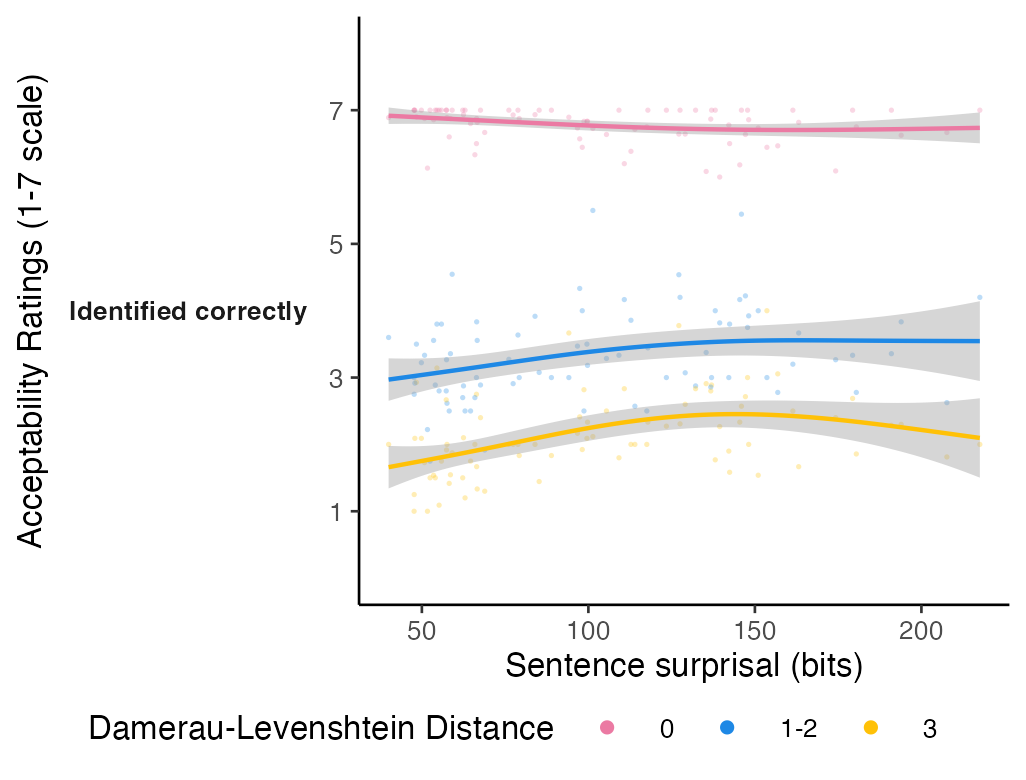 Acceptability Ratings (1-7 scale)
Identified correctly
7
5
3
1
50 100 150 200
Sentence surprisal (bits)
Damerau-Levenshtein Distance 0 1-2 3